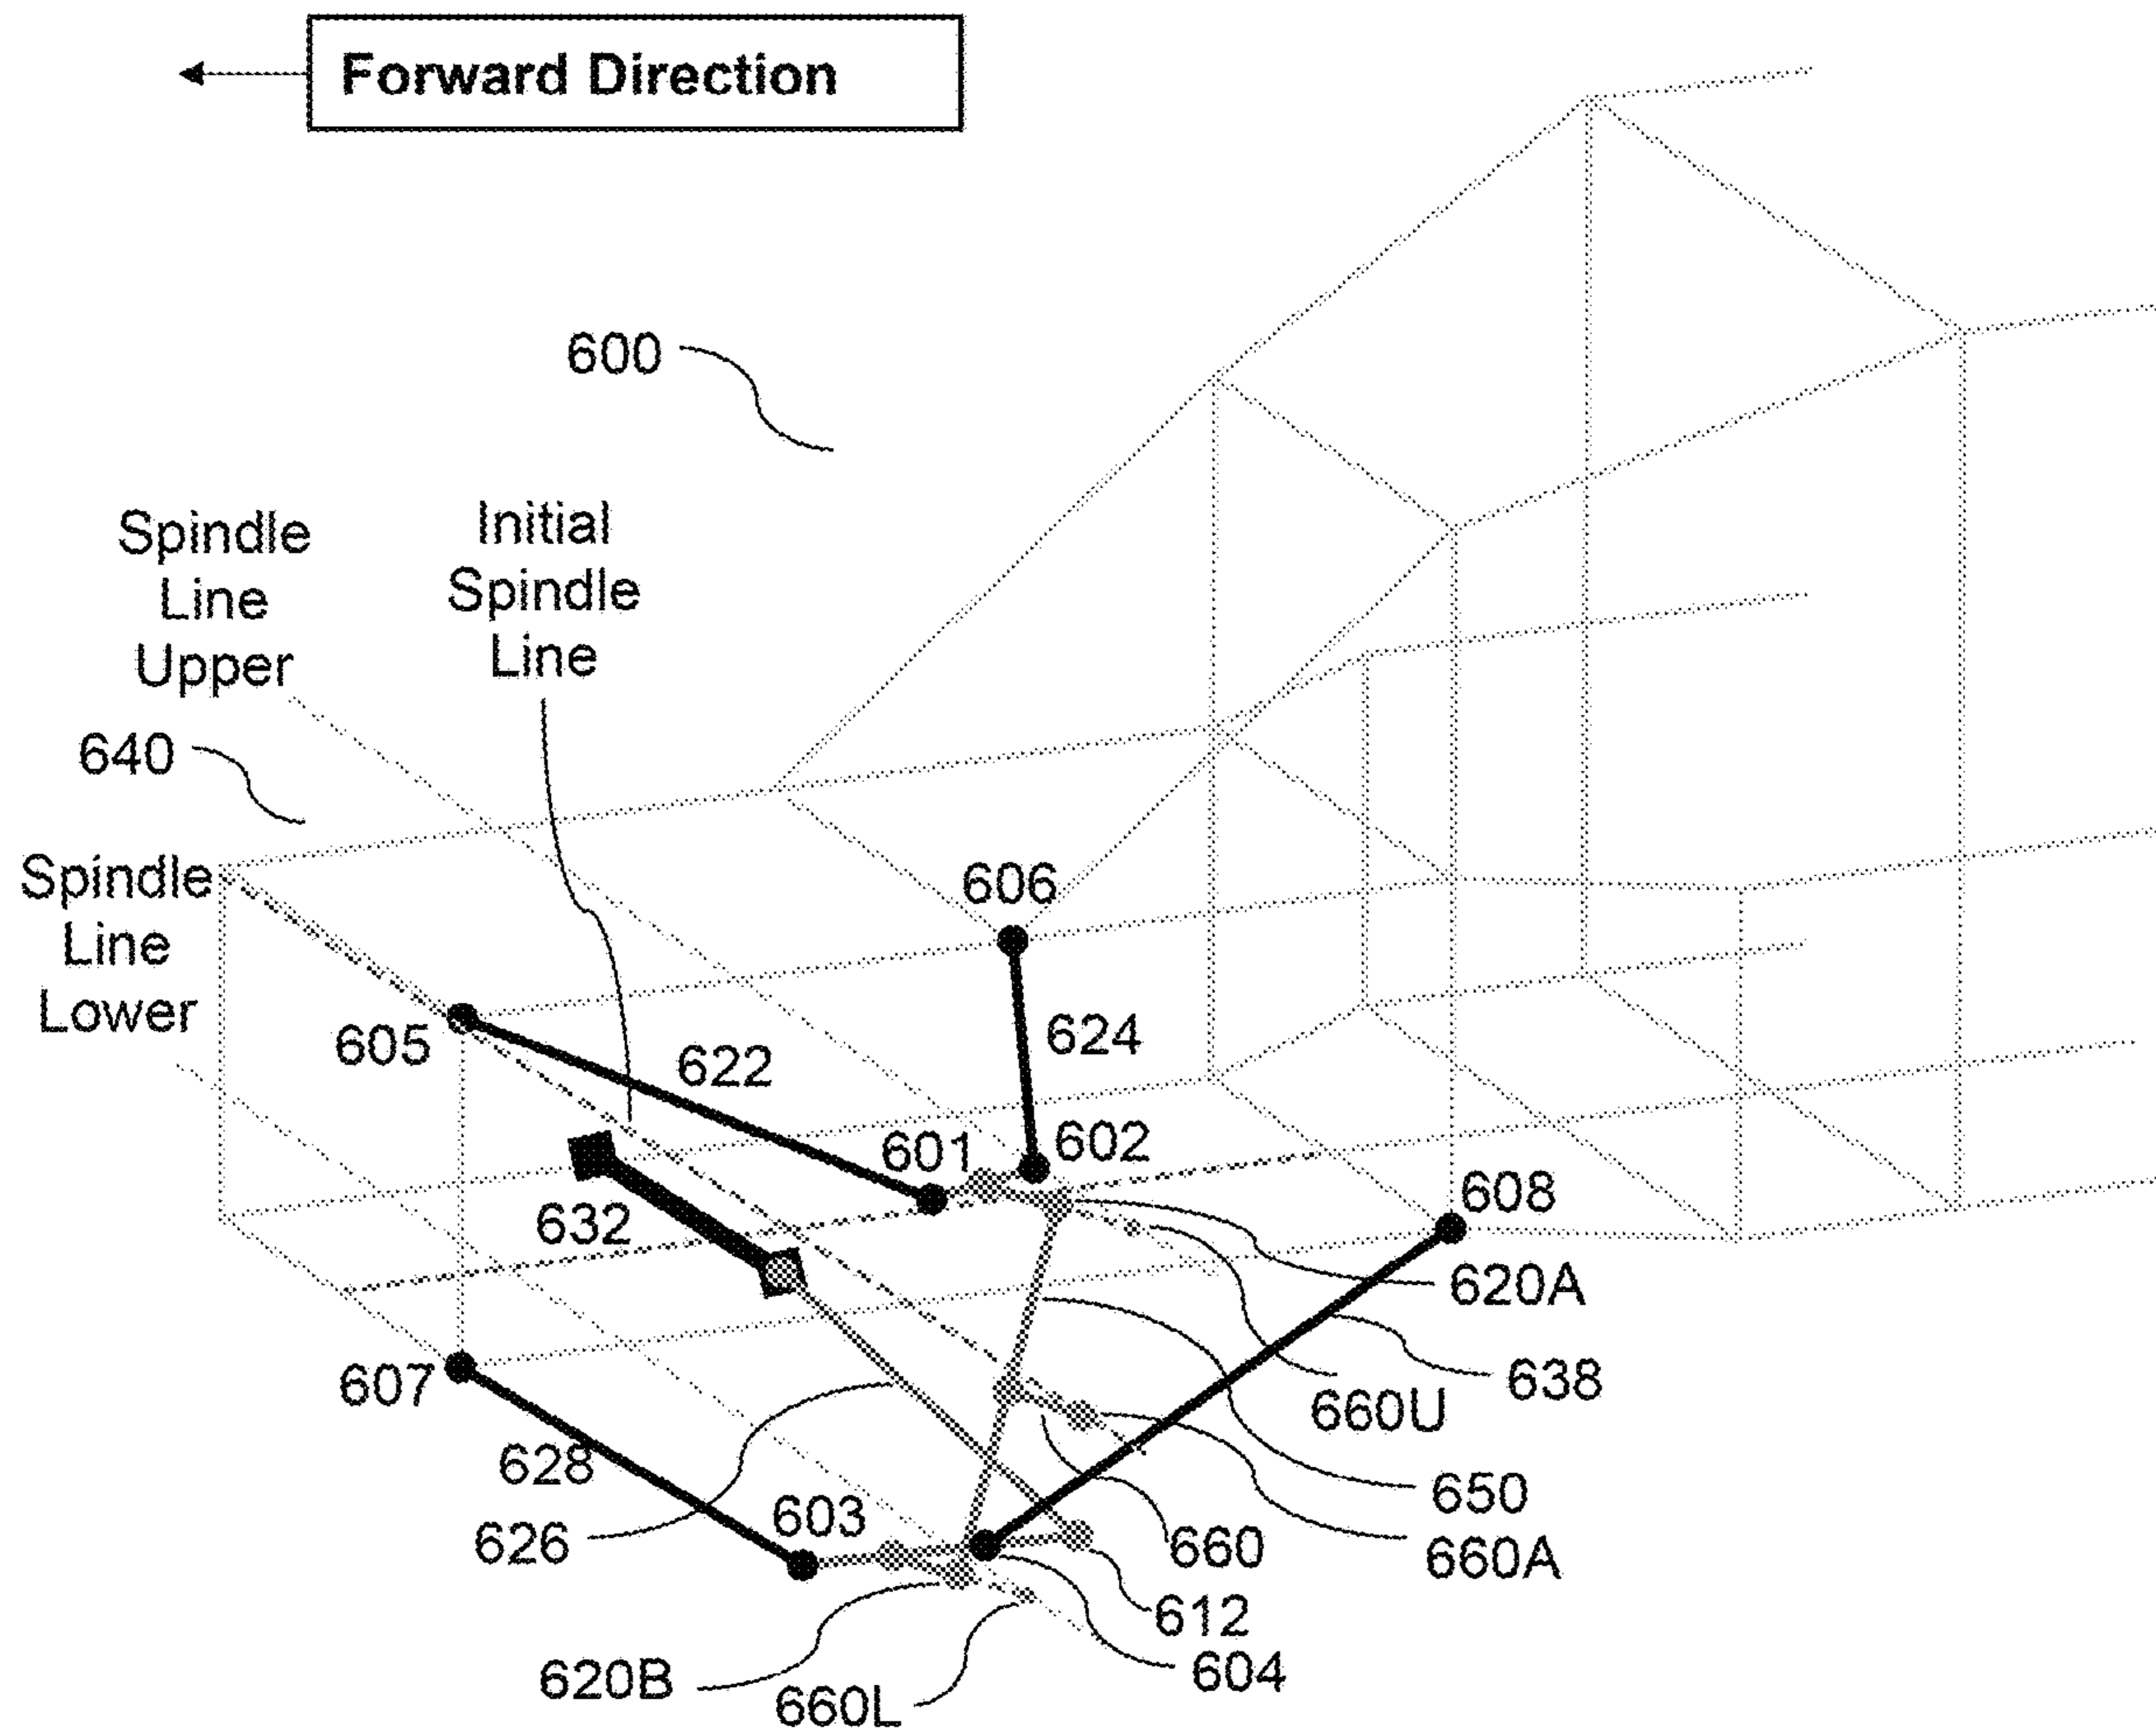 Forward Direction
600
Spindle
Line
Upper
Initial
Spindle
Line
640
Spindle
Line
Lower
606
605
622
624
601
602
632
608
620A
607
638
660U
628
650
603
626
660
660A
612
620B
660L
604